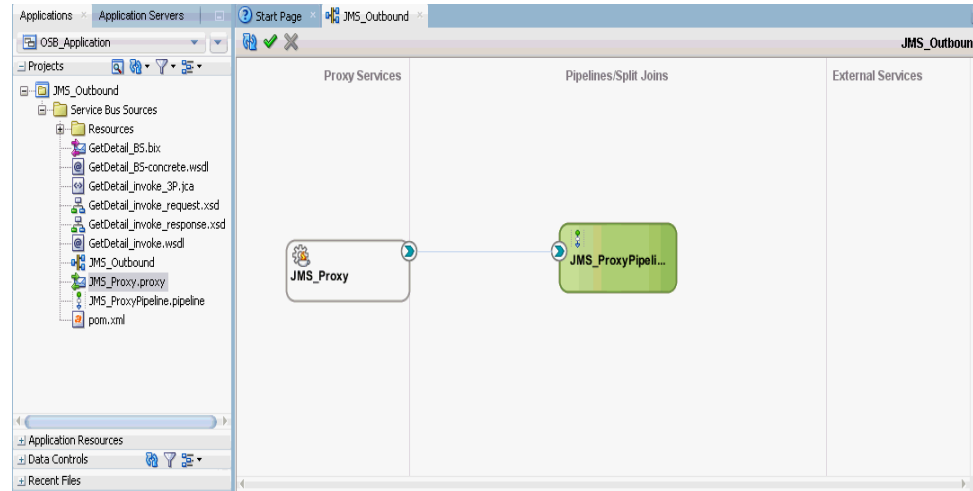 Applications
Application Servers
Start Page
JMS_Outbound
OSB_Application
JMS_Outboun
Projects
Proxy Services
Pipelines/Split Joins
External Services
JMS_Outbound
Service Bus Sources
Resources
GetDetail_BS.bix
GetDetail_BS-concrete.wsdl
GetDetail_invoke_3P.jca
GetDetail_invoke_request.xsd
GetDetail_invoke_response.xsd
GetDetail_invoke.wsdl
JMS_Outbound
JMS_Proxy.proxy
JMS_ProxyPipeline.pipeline
pom.xml
JMS_Proxy
JMS_ProxyPipeli...
Application Resources
Data Controls
Recent Files